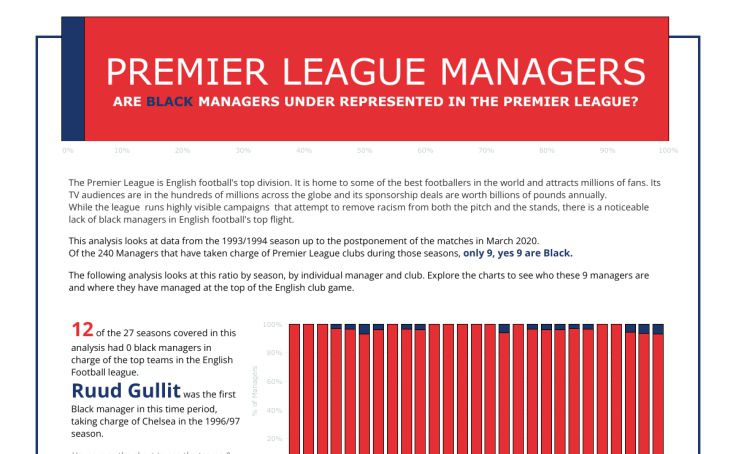 PREMIER LEAGUE MANAGERS
ARE BLACK MANAGERS UNDER REPRESENTED IN THE PREMIER LEAGUE?
0% 10% 20% 30% 40% 50% 60% 70% 80% 90% 100%
The Premier League is English football's top division. It is home to some of the best footballers in the world and attracts millions of fans. Its
TV audiences are in the hundreds of millions across the globe and its sponsorship deals are worth billions of pounds annually.
While the league runs highly visible campaigns that attempt to remove racism from both the pitch and the stands, there is a noticeable
lack of black managers in English football's top flight.
This analysis looks at data from the 1993/1994 season up to the postponement of the matches in March 2020.
Of the 240 Managers that have taken charge of Premier League clubs during those seasons, only 9, yes 9 are Black.
The following analysis looks at this ratio by season, by individual manager and club. Explore the charts to see who these 9 managers are
and where they have managed at the top of the English club game.
12 of the 27 seasons covered in this
analysis had 0 black managers in
charge of the top teams in the English
Football league.
Ruud Gullit was the first
Black manager in this time period,
taking charge of Chelsea in the 1996/97
season.
100%
80%
60%
40%
20%
% of Managers